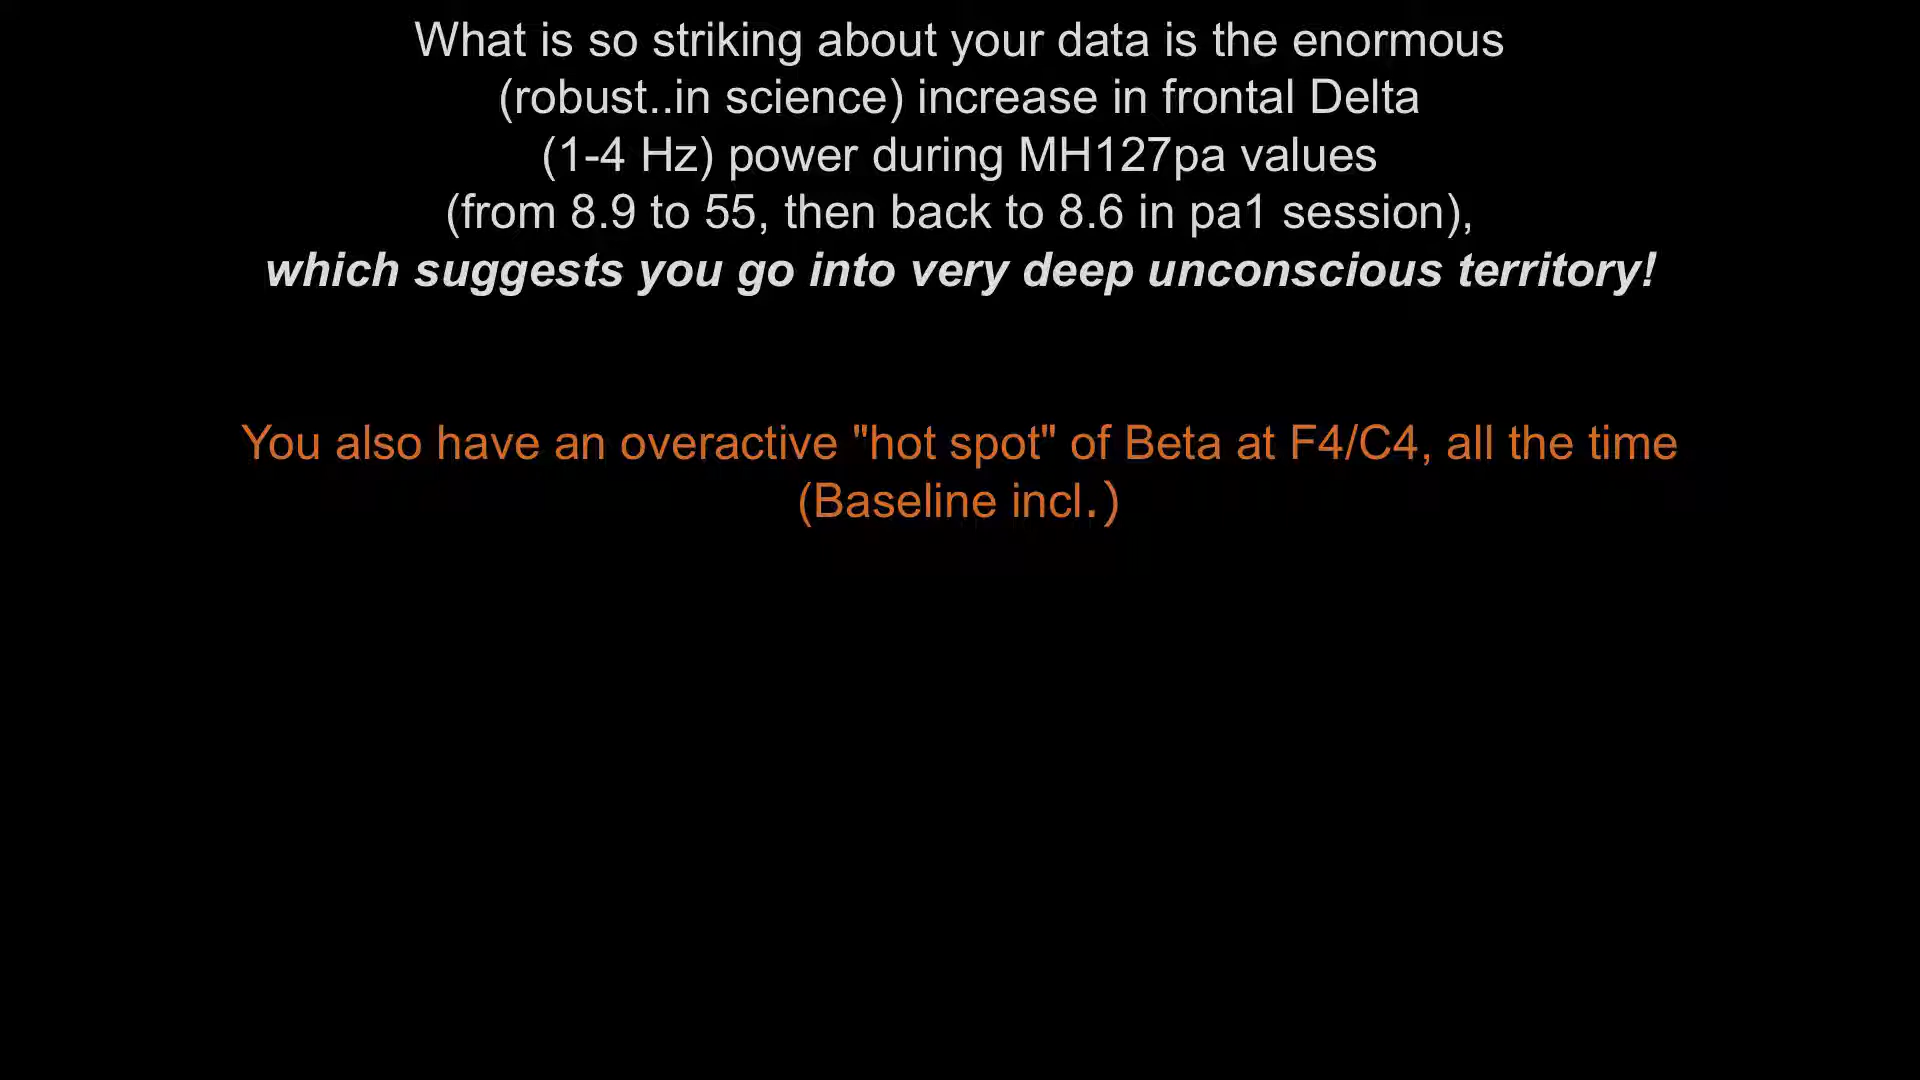 What is so striking about your data is the enormous
(robust..in science) increase in frontal Delta
(1-4 Hz) power during MH127pa values
(from 8.9 to 55, then back to 8.6 in pa1 session),
which suggests you go into very deep unconscious territory!
You also have an overactive "hot spot" of Beta at F4/C4, all the time
(Baseline incl.)